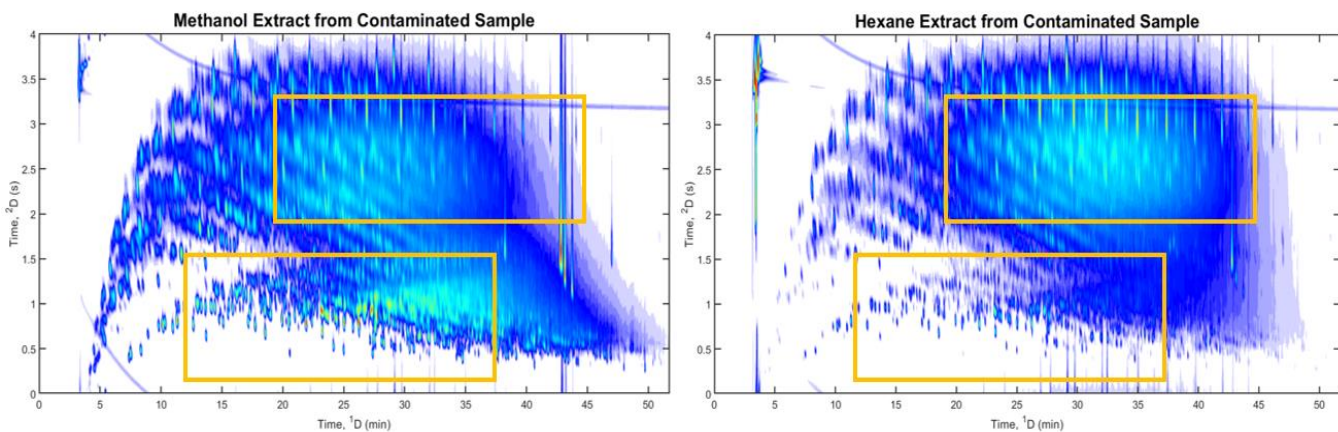 Methanol Extract from Contaminated Sample
4
3.5
3
2.5
2
1.5
1
0.5
0
Time, ²D (s)
0 5 10 15 20 25 30 35 40 45 50
Time, ¹D (min)
Hexane Extract from Contaminated Sample
4
3.5
3
2.5
2
1.5
1
0.5
0
Time, ²D (s)
0 5 10 15 20 25 30 35 40 45 50
Time, ¹D (min)